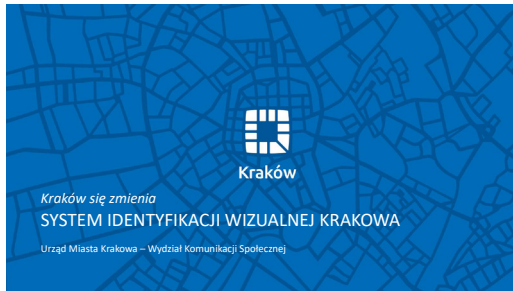 Kraków
Kraków się zmienia
SYSTEM IDENTYFIKACJI WIZUALNEJ KRAKOWA
Urząd Miasta Krakowa – Wydział Komunikacji Społecznej